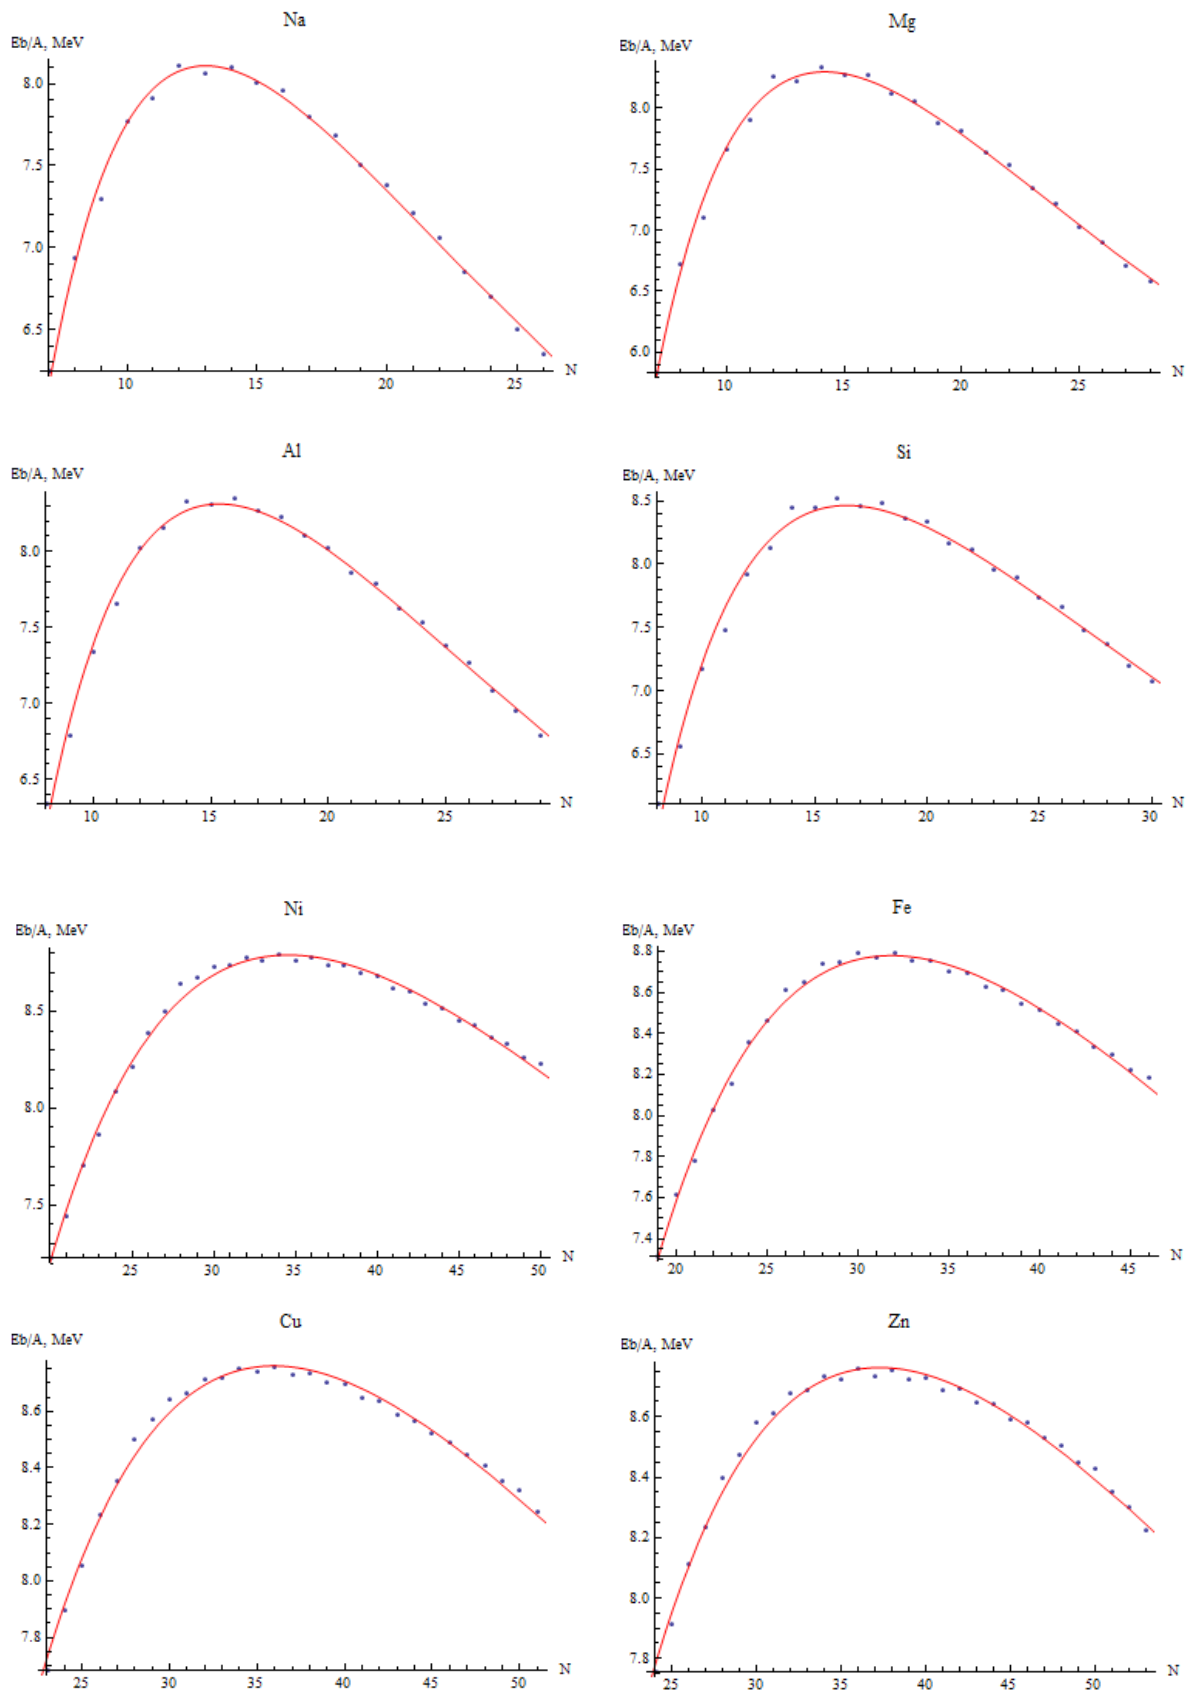 Na
Eb/A, MeV
8.0
7.5
7.0
6.5
10 15 20 25 N
Mg
Eb/A, MeV
8.0
7.5
7.0
6.5
6.0
10 15 20 25 N
Al
Eb/A, MeV
8.0
7.5
7.0
6.5
10 15 20 25 N
Si
Eb/A, MeV
8.5
8.0
7.5
7.0
6.5
10 15 20 25 30 N
Ni
Eb/A, MeV
8.5
8.0
7.5
25 30 35 40 45 50 N
Fe
Eb/A, MeV
8.8
8.6
8.4
8.2
8.0
7.8
7.6
7.4
20 25 30 35 40 45 N
Cu
Eb/A, MeV
8.6
8.4
8.2
8.0
7.8
25 30 35 40 45 50 N
Zn
Eb/A, MeV
8.6
8.4
8.2
8.0
7.8
25 30 35 40 45 50 N